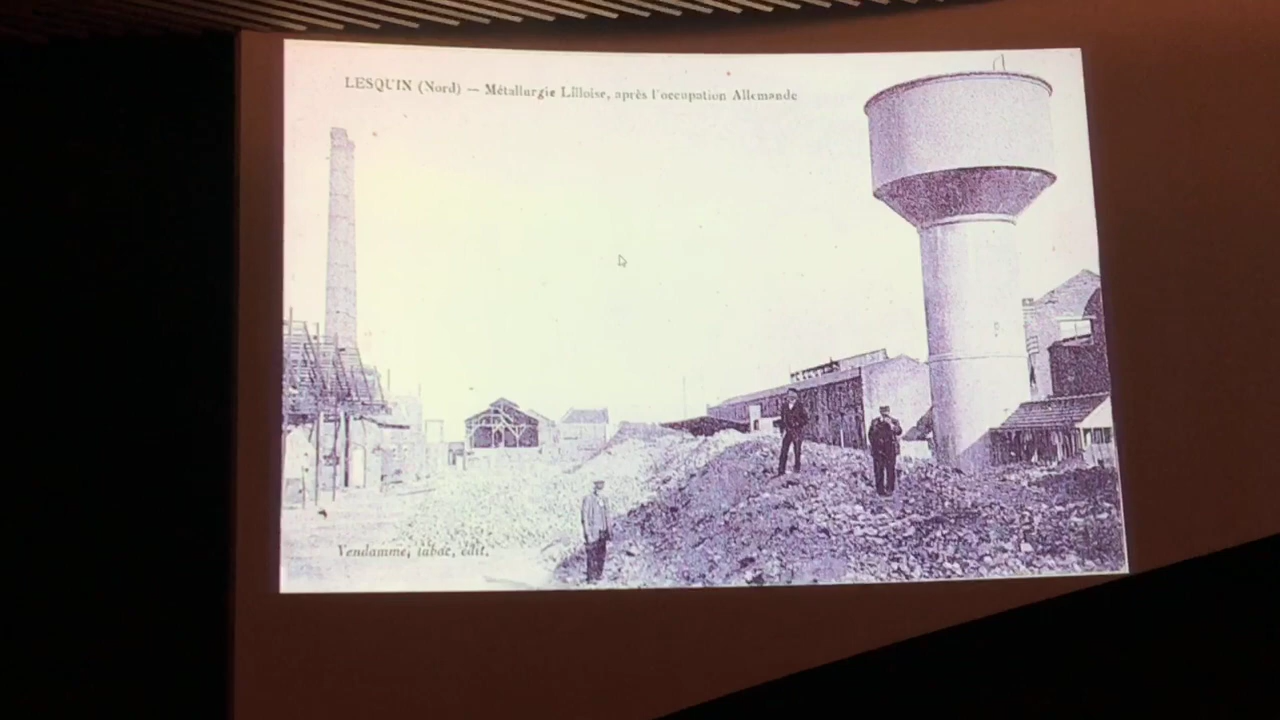 LESQUIN (Nord) — Métallurgie Lilloise, après l'occupation Allemande
Vendamme, tabac, édit.